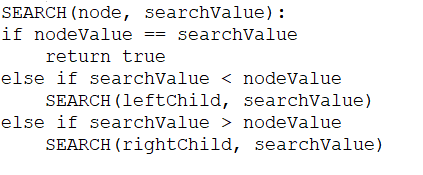 SEARCH(node, searchValue):
if nodeValue == searchValue
    return true
else if searchValue < nodeValue
    SEARCH(leftChild, searchValue)
else if searchValue > nodeValue
    SEARCH(rightChild, searchValue)